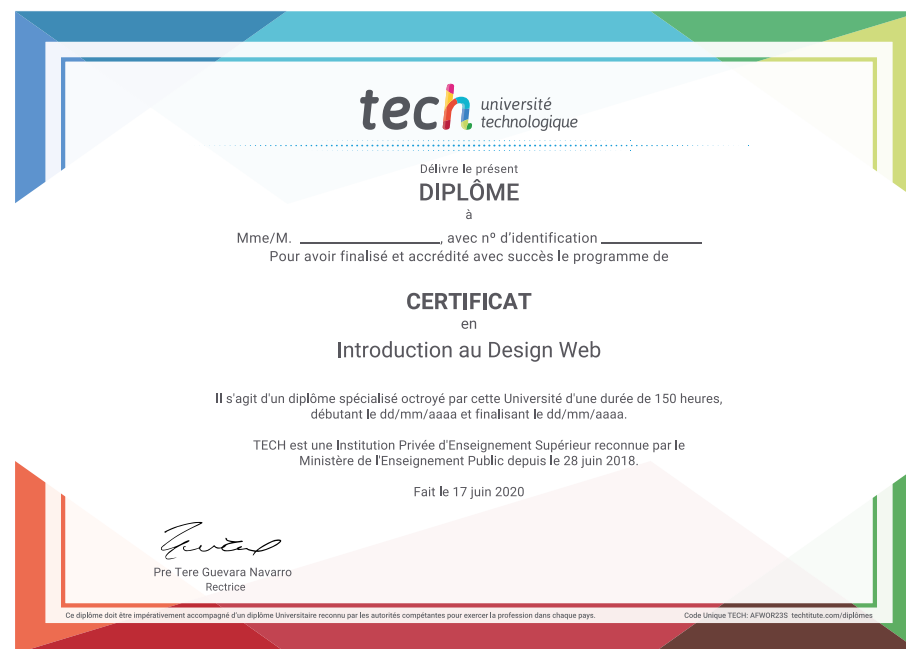 tech université
technologique
Délivre le présent
DIPLÔME
à
Mme/M. ____________________, avec nº d'identification ______________
Pour avoir finalisé et accrédité avec succès le programme de
CERTIFICAT
en
Introduction au Design Web
Il s'agit d'un diplôme spécialisé octroyé par cette Université d'une durée de 150 heures,
débutant le dd/mm/aaaa et finalisant le dd/mm/aaaa.
TECH est une Institution Privée d'Enseignement Supérieur reconnue par le
Ministère de l'Enseignement Public depuis le 28 juin 2018.
Fait le 17 juin 2020
Pre Tere Guevara Navarro
Rectrice
Ce diplôme doit être impérativement accompagné d'un diplôme Universitaire reconnu par les autorités compétantes pour exercer la profession dans chaque pays.
Code Unique TECH: AFWOR23S techtitute.com/diplômes